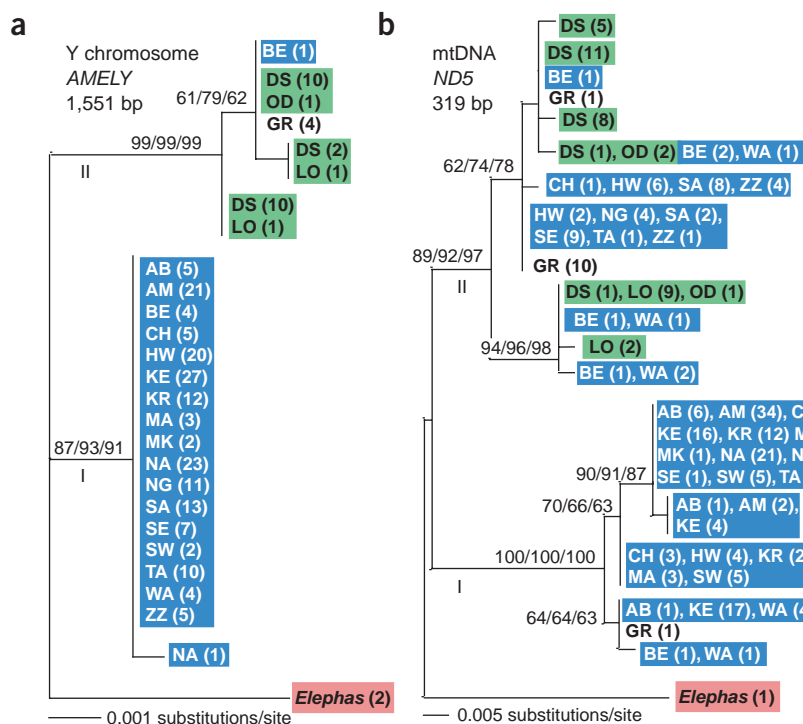 a
Y chromosome
AMELY
1,551 bp
BE (1)
DS (10)
OD (1)
GR (4)
61/79/62
DS (2)
LO (1)
99/99/99
II
DS (10)
LO (1)
AB (5)
AM (21)
BE (4)
CH (5)
HW (20)
KE (27)
KR (12)
MA (3)
MK (2)
NA (23)
NG (11)
SA (13)
SE (7)
SW (2)
TA (10)
WA (4)
ZZ (5)
87/93/91
I
NA (1)
Elephas (2)
0.001 substitutions/site
b
mtDNA
ND5
319 bp
DS (5)
DS (11)
BE (1)
GR (1)
DS (8)
DS (1), OD (2) BE (2), WA (1)
62/74/78
CH (1), HW (6), SA (8), ZZ (4)
HW (2), NG (4), SA (2),
SE (9), TA (1), ZZ (1)
GR (10)
89/92/97
II
DS (1), LO (9), OD (1)
BE (1), WA (1)
94/96/98
LO (2)
BE (1), WA (2)
AB (6), AM (34), C
KE (16), KR (12) M
MK (1), NA (21), N
SE (1), SW (5), TA
90/91/87
AB (1), AM (2),
KE (4)
70/66/63
CH (3), HW (4), KR (2
MA (3), SW (5)
100/100/100
I
64/64/63
AB (1), KE (17), WA (4
GR (1)
BE (1), WA (1)
Elephas (1)
0.005 substitutions/site